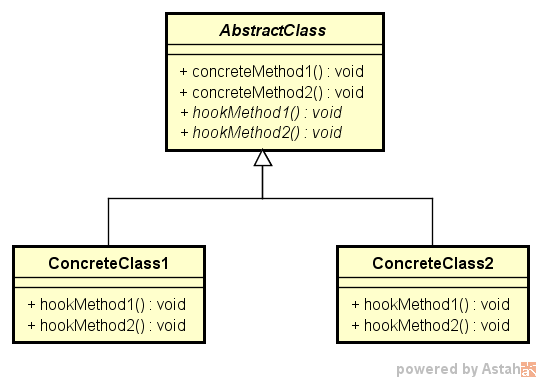 AbstractClass
+ concreteMethod1() : void
+ concreteMethod2() : void
+ hookMethod1() : void
+ hookMethod2() : void
ConcreteClass1
+ hookMethod1() : void
+ hookMethod2() : void
ConcreteClass2
+ hookMethod1() : void
+ hookMethod2() : void
powered by Astah